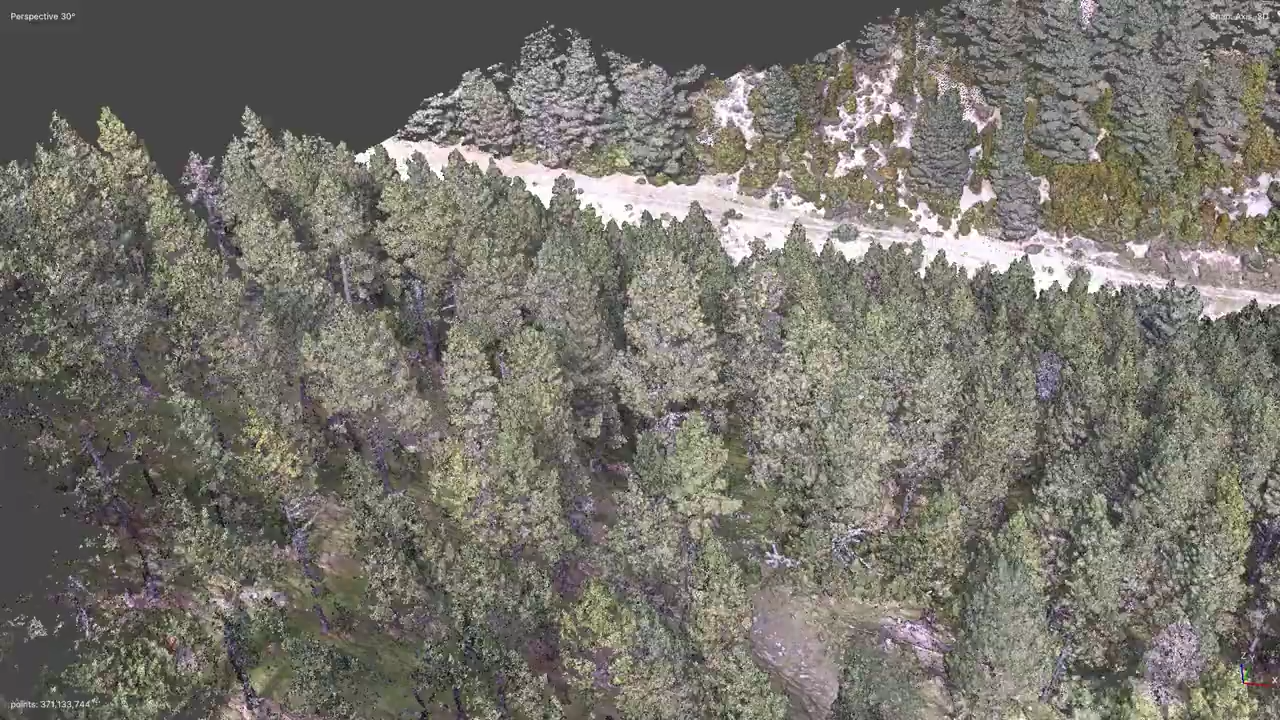 Perspective 30°
Snap: Axis, 3D
points: 371,133,744
X